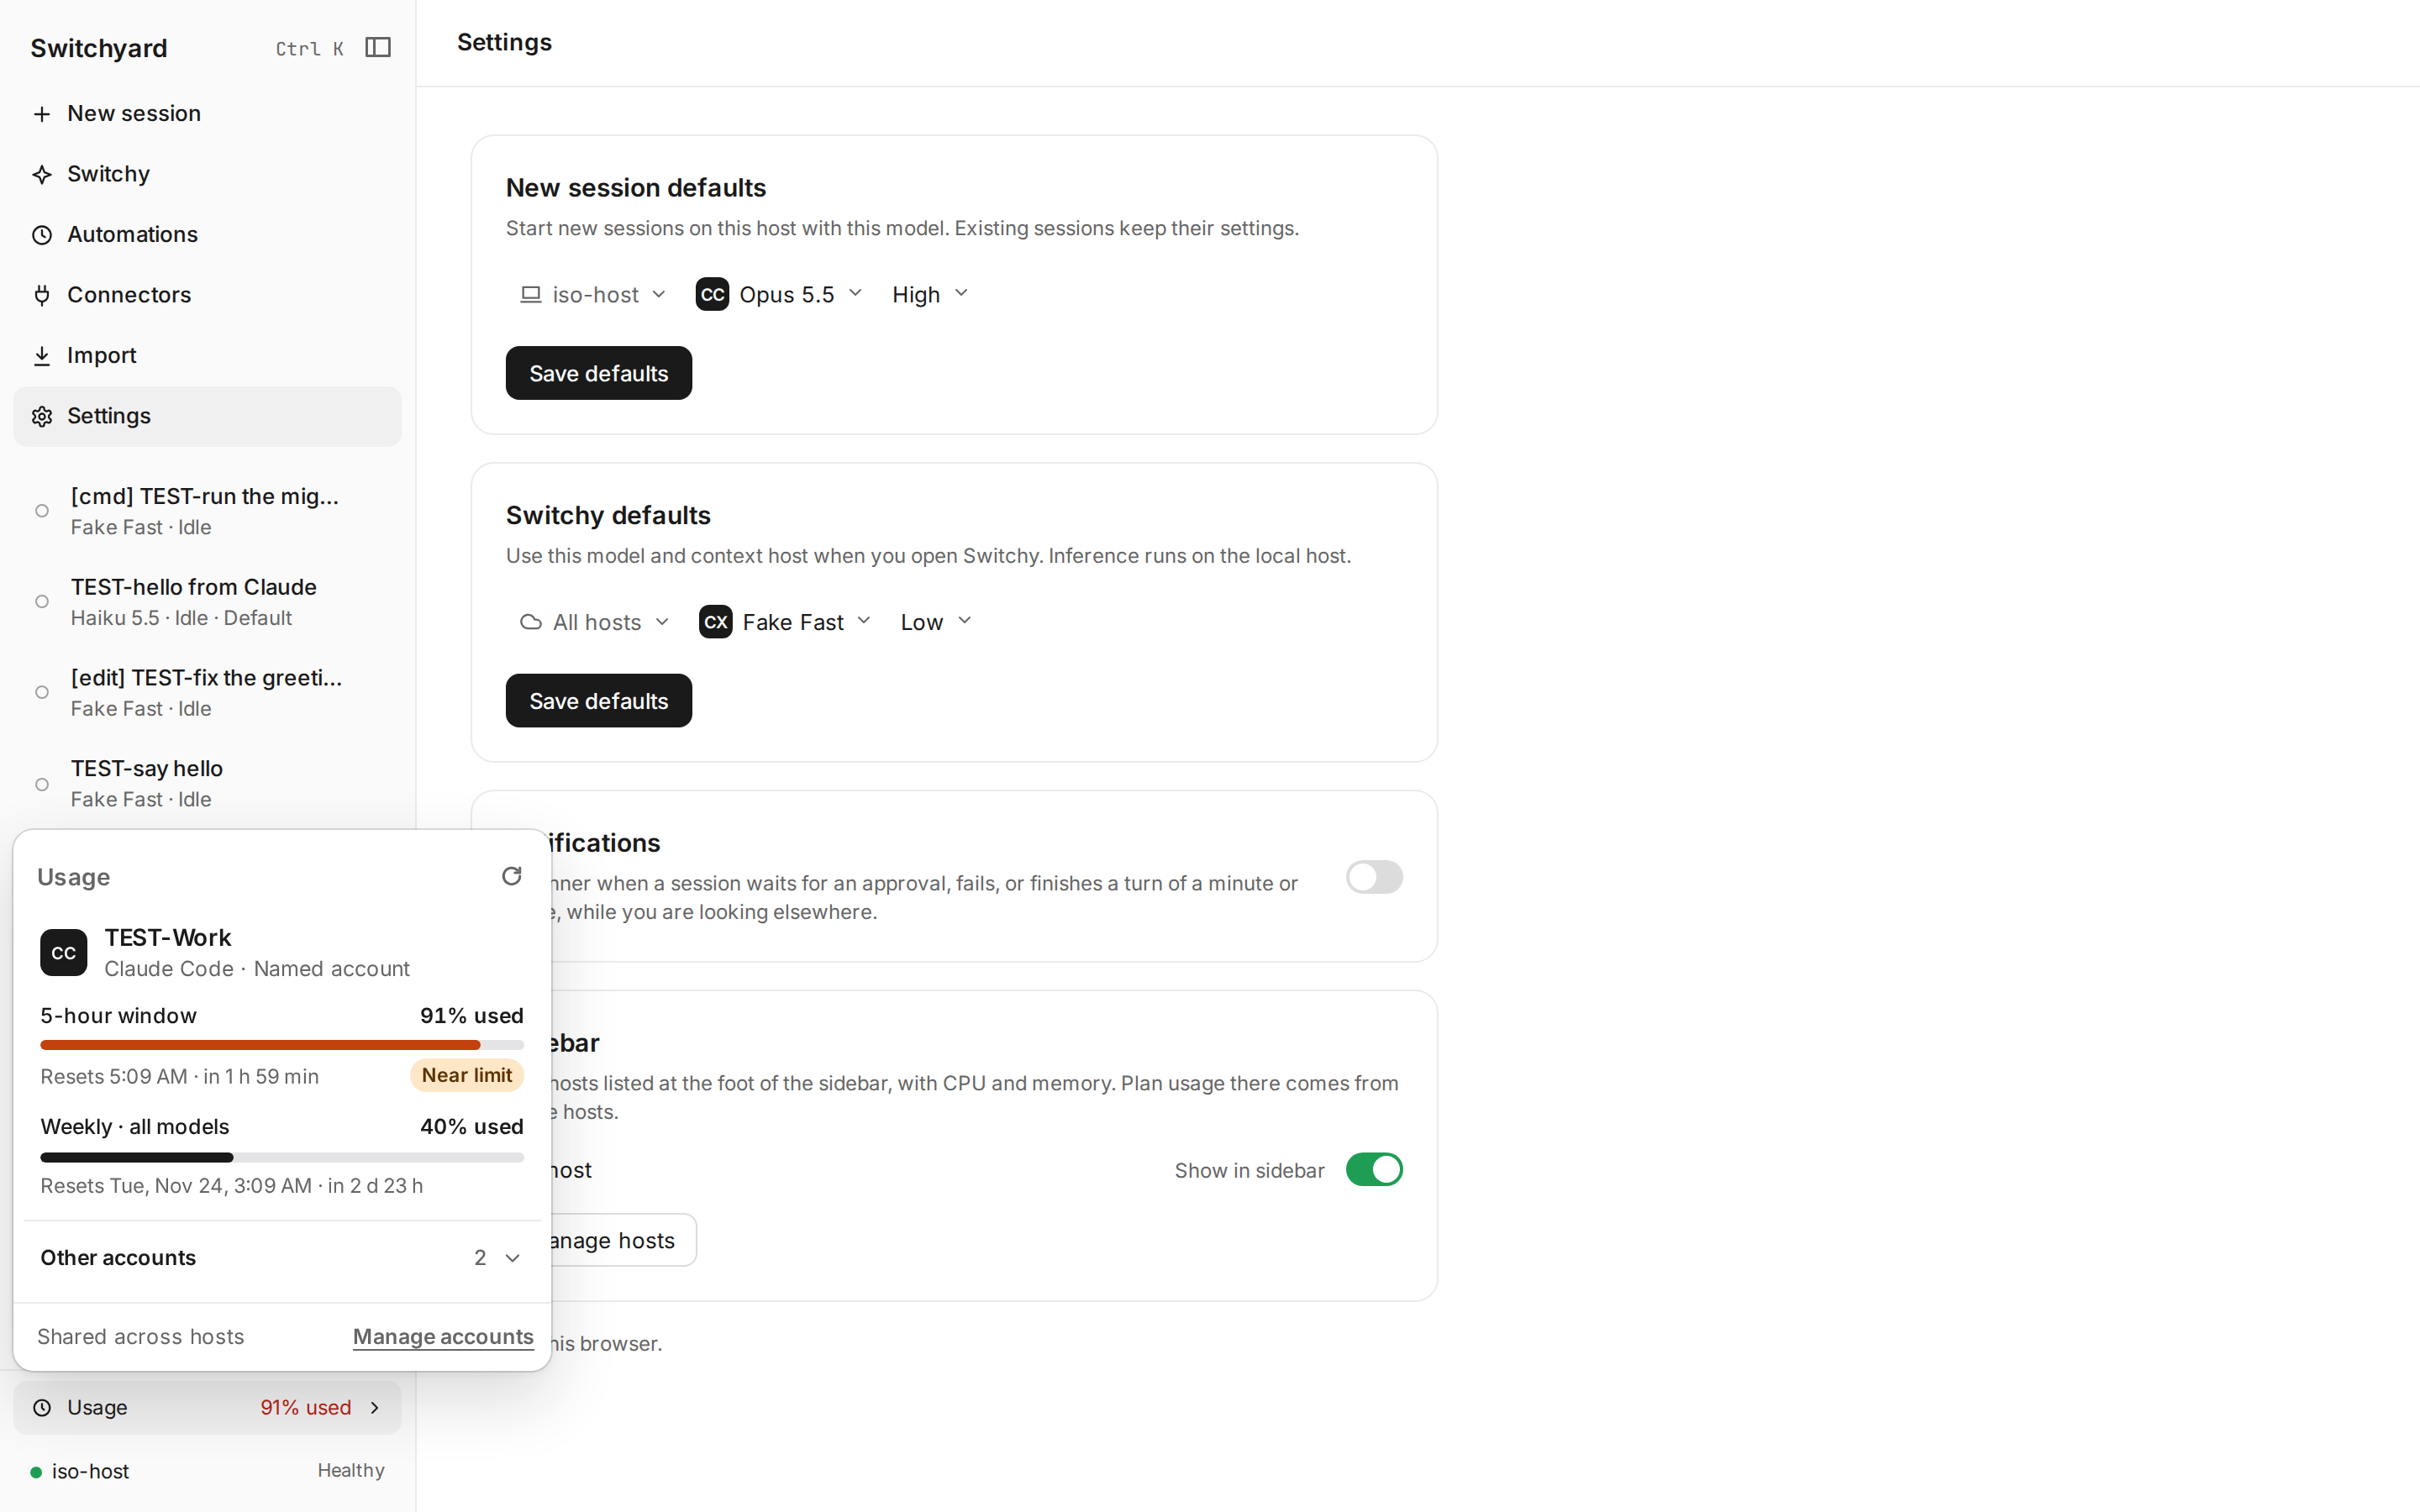 Switchyard
Ctrl K
New session
Switchy
Automations
Connectors
Import
Settings
[cmd] TEST-run the mig...
Fake Fast · Idle
TEST-hello from Claude
Haiku 5.5 · Idle · Default
[edit] TEST-fix the greeti...
Fake Fast · Idle
TEST-say hello
Fake Fast · Idle
Usage
CC
TEST-Work
Claude Code · Named account
5-hour window 91% used
Resets 5:09 AM · in 1 h 59 min Near limit
Weekly · all models 40% used
Resets Tue, Nov 24, 3:09 AM · in 2 d 23 h
Other accounts 2
Shared across hosts Manage accounts
Usage 91% used
iso-host Healthy
Settings
New session defaults
Start new sessions on this host with this model. Existing sessions keep their settings.
iso-host CC Opus 5.5 High
Save defaults
Switchy defaults
Use this model and context host when you open Switchy. Inference runs on the local host.
All hosts CX Fake Fast Low
Save defaults
ifications
when a session waits for an approval, fails, or finishes a turn of a minute or
, while you are looking elsewhere.
ebar
hosts listed at the foot of the sidebar, with CPU and memory. Plan usage there comes from
e hosts.
host Show in sidebar
anage hosts
his browser.